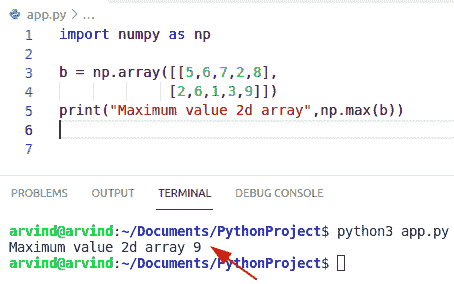 app.py > ...
1 import numpy as np
2
3 b = np.array([[5,6,7,2,8],
4 [2,6,1,3,9]])
5 print("Maximum value 2d array",np.max(b))
6
7
PROBLEMS OUTPUT TERMINAL DEBUG CONSOLE
arvind@arvind:~/Documents/PythonProject$ python3 app.py
Maximum value 2d array 9
arvind@arvind:~/Documents/PythonProject$